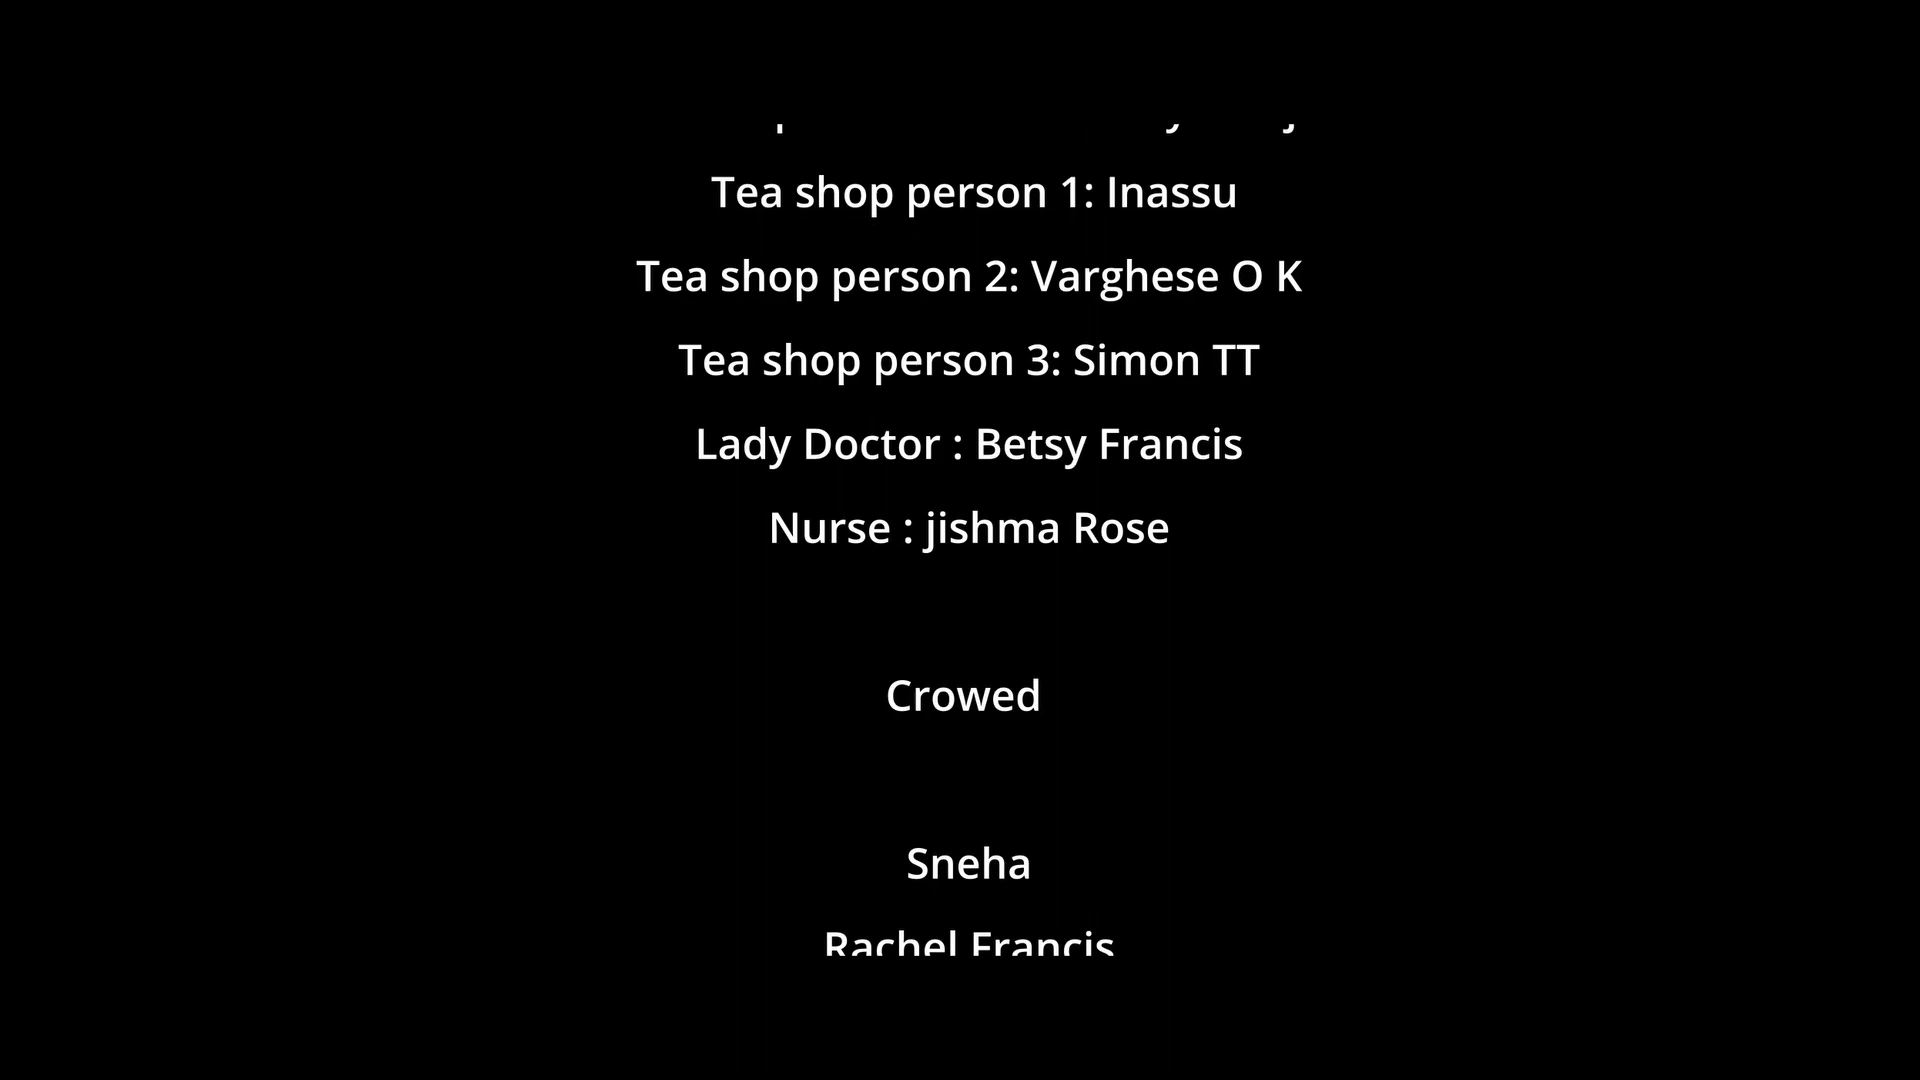 Tea shop person 1: Inassu
Tea shop person 2: Varghese O K
Tea shop person 3: Simon TT
Lady Doctor : Betsy Francis
Nurse : jishma Rose
Crowed
Sneha
Rachel Francis